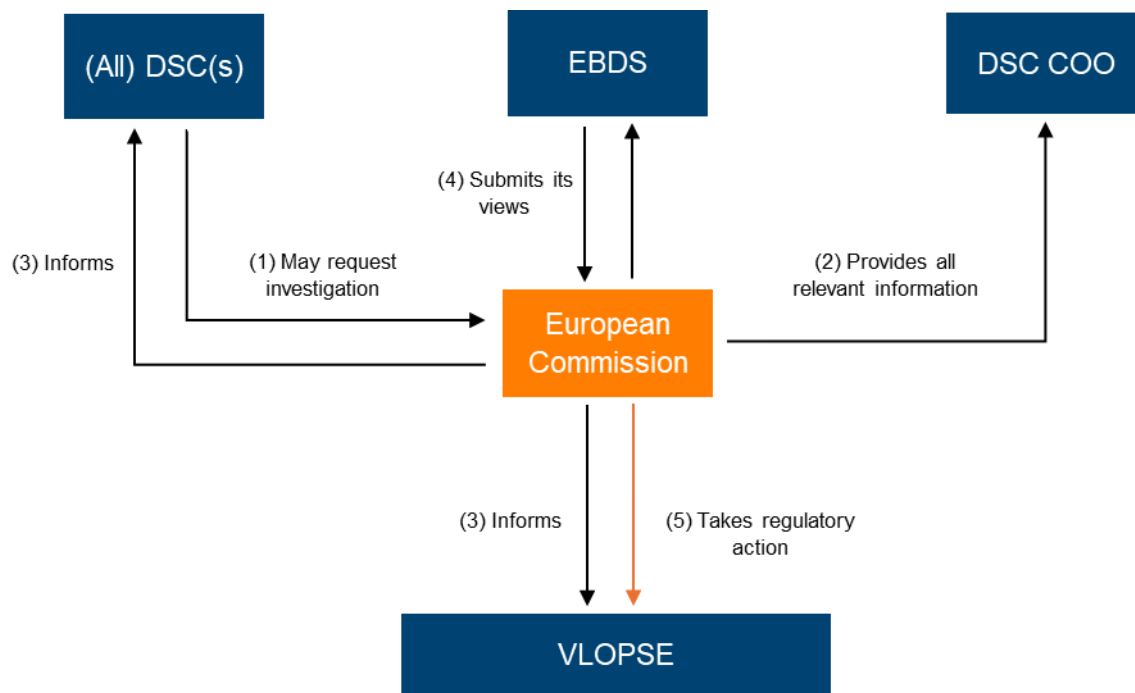 (All) DSC(s)
EBDS
DSC COO
(4) Submits its
views
(3) Informs
(1) May request
investigation
(2) Provides all
relevant information
European
Commission
(3) Informs
(5) Takes regulatory
action
VLOPSE